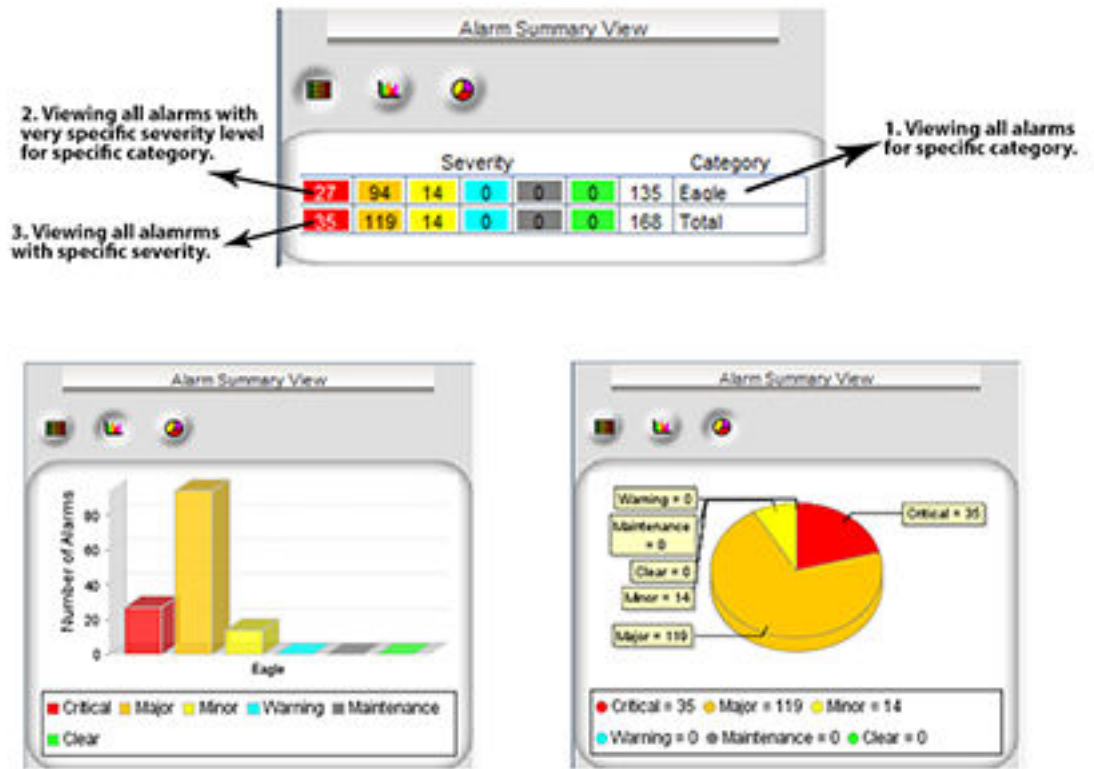 Alarm Summary View
2. Viewing all alarms with
very specific severity level
for specific category.
1. Viewing all alarms
for specific category.
Severity Category
27 94 14 0 0 0 135 Eagle
35 119 14 0 0 0 168 Total
3. Viewing all alamrms
with specific severity.
Alarm Summary View
Number of Alarms
80
60
40
20
0
Eagle
Critical Major Minor Warning Maintenance
Clear
Alarm Summary View
Warning = 0
Maintenance
= 0
Clear = 0
Minor = 14
Major = 119
Critical = 35
Critical = 35 Major = 119 Minor = 14
Warning = 0 Maintenance = 0 Clear = 0